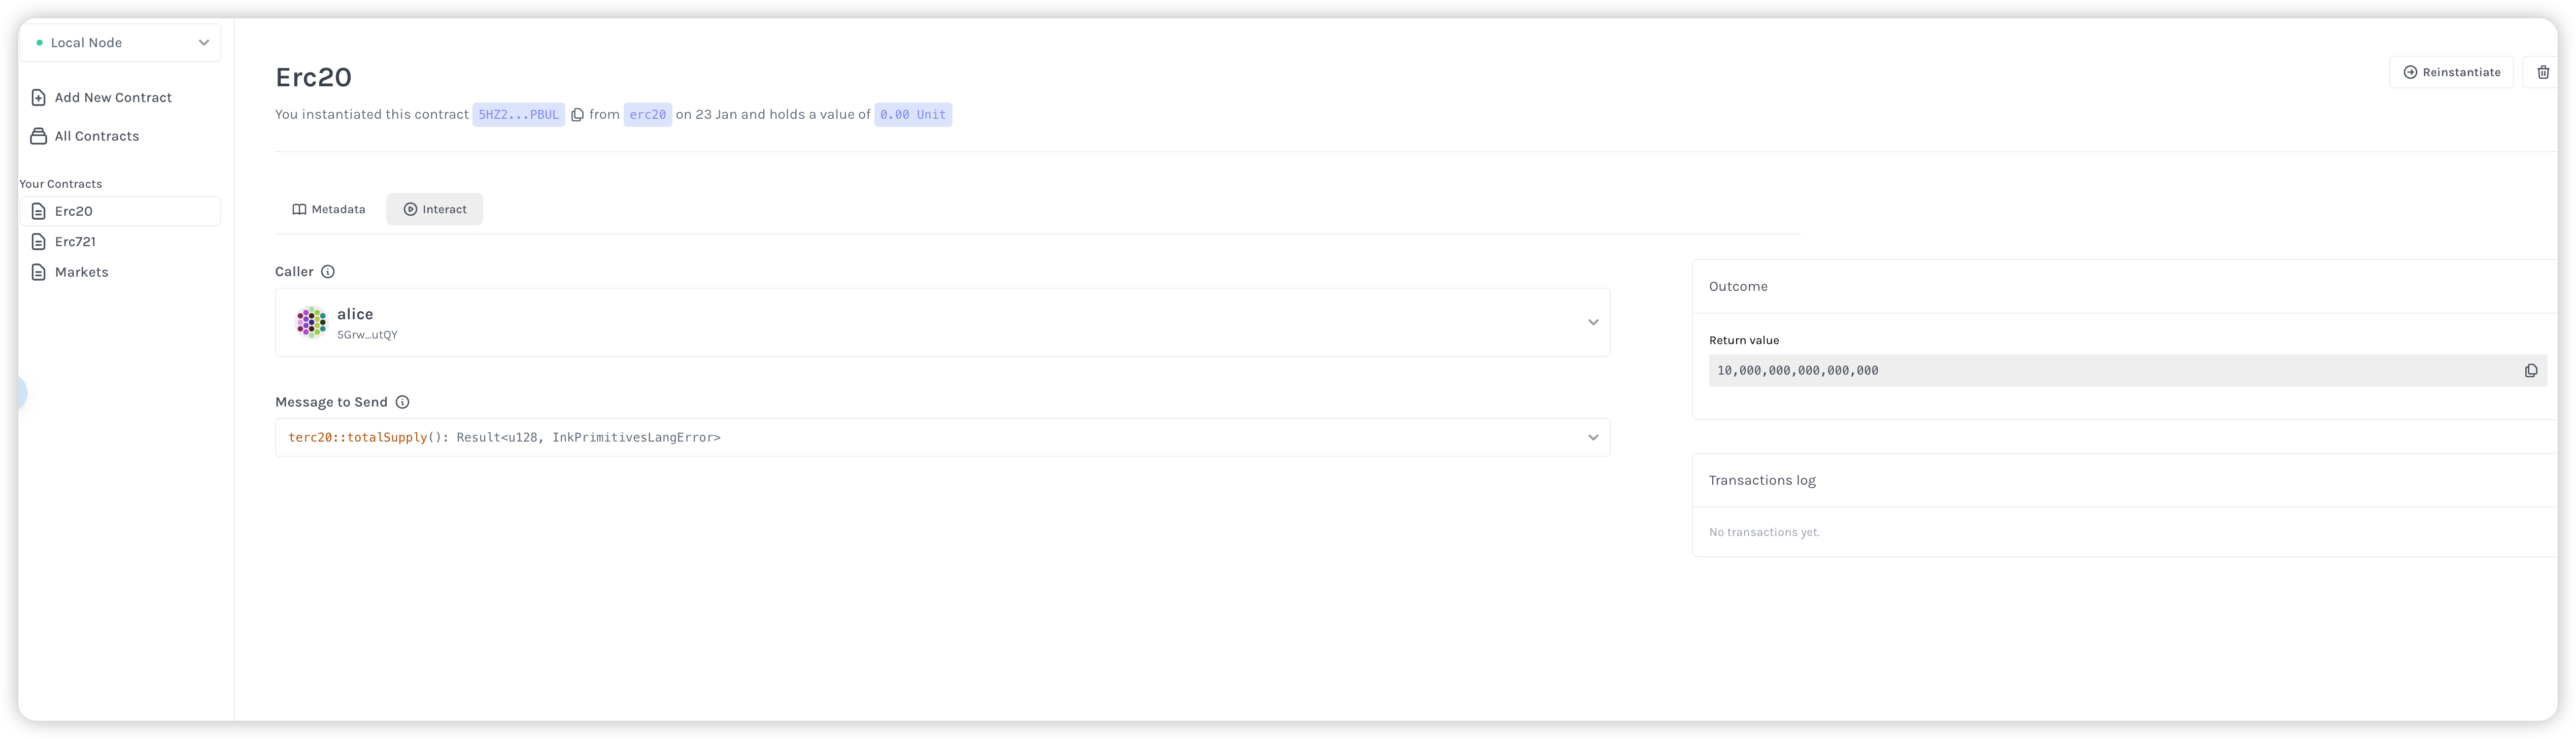 Local Node
Add New Contract
All Contracts
Your Contracts
Erc20
Erc721
Markets
Erc20
You instantiated this contract 5HZ2...PBUL from erc20 on 23 Jan and holds a value of 0.00 Unit
Reinstantiate
Metadata
Interact
Caller
alice
5Grw...utQY
Message to Send
terc20::totalSupply(): Result<u128, InkPrimitivesLangError>
Outcome
Return value
10,000,000,000,000,000
Transactions log
No transactions yet.